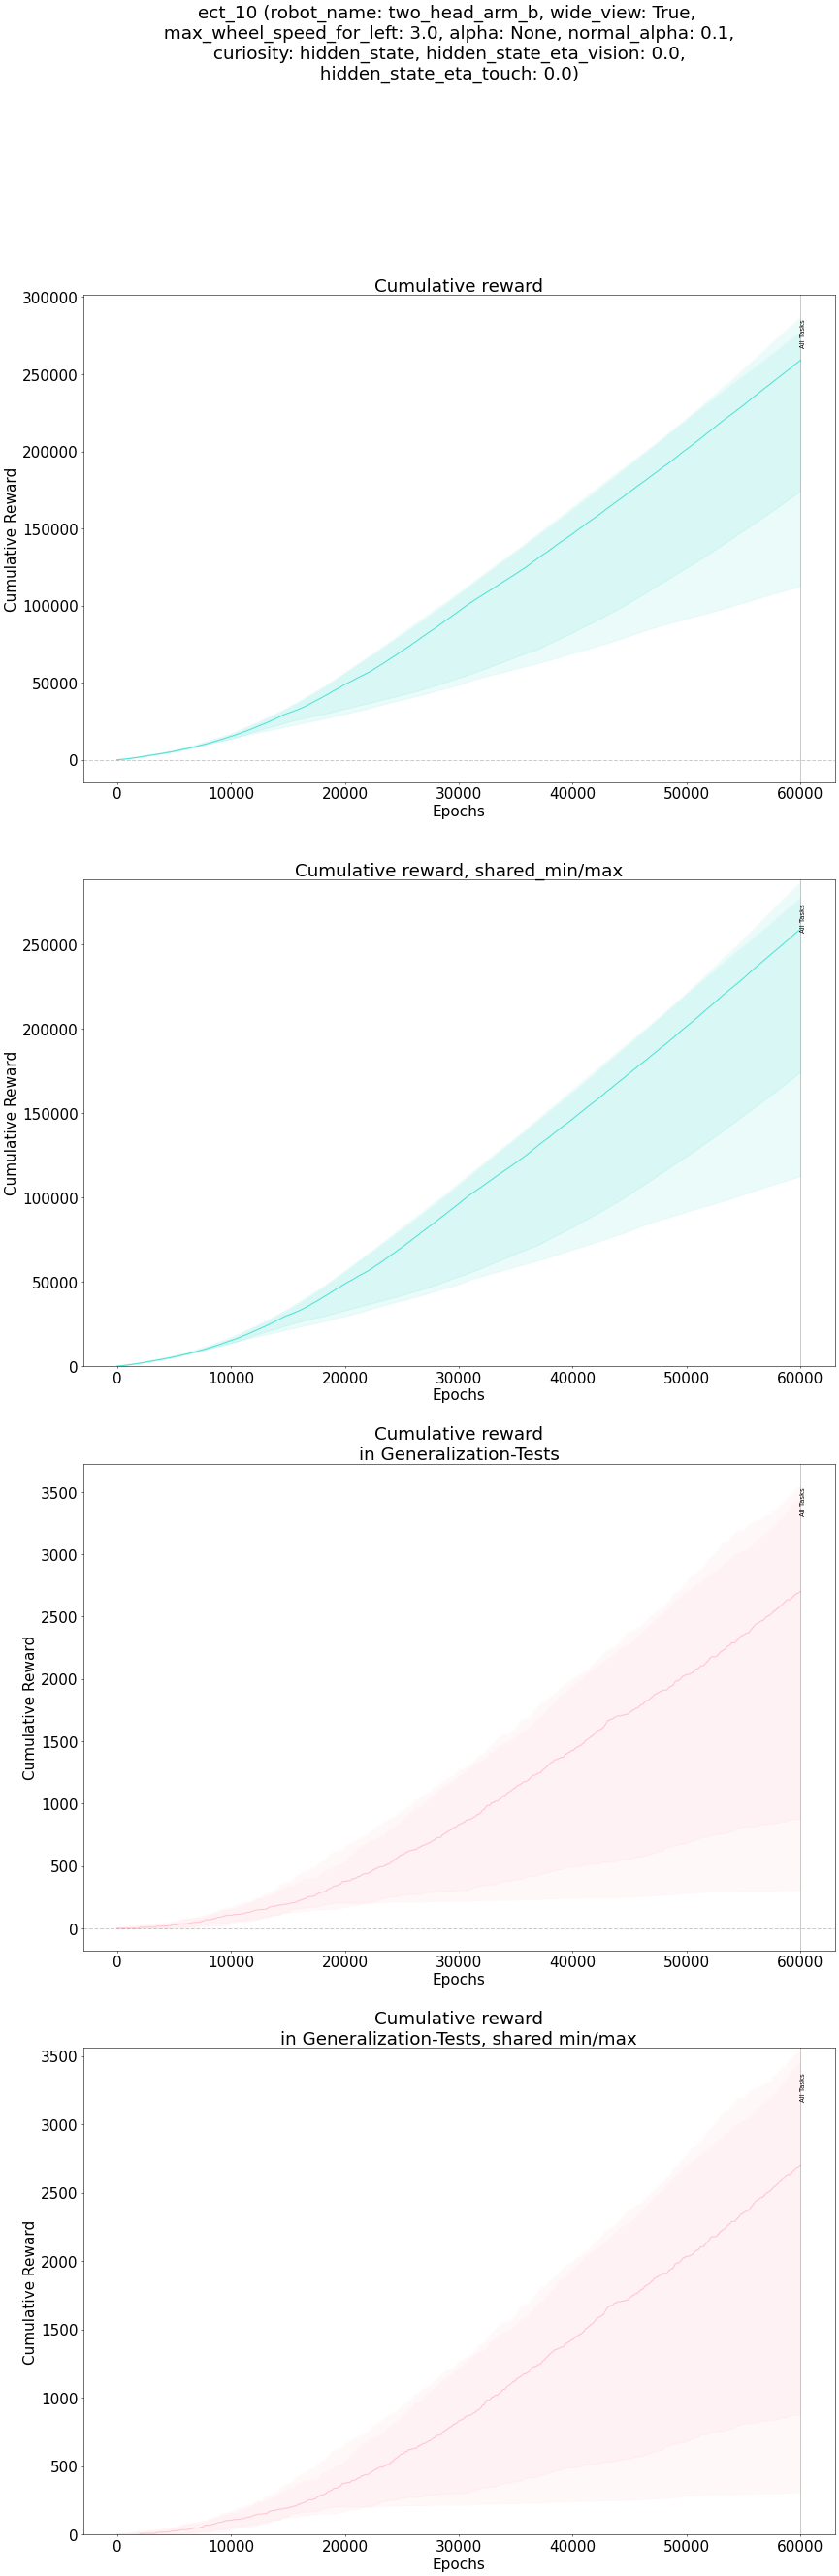 ect_10 (robot_name: two_head_arm_b, wide_view: True,
max_wheel_speed_for_left: 3.0, alpha: None, normal_alpha: 0.1,
curiosity: hidden_state, hidden_state_eta_vision: 0.0,
hidden_state_eta_touch: 0.0)
Cumulative reward
300000
250000
200000
150000
100000
50000
0
Cumulative Reward
All Tasks
0 10000 20000 30000 40000 50000 60000
Epochs
Cumulative reward, shared_min/max
250000
200000
150000
100000
50000
0
Cumulative Reward
All Tasks
0 10000 20000 30000 40000 50000 60000
Epochs
Cumulative reward
in Generalization-Tests
3500
3000
2500
2000
1500
1000
500
0
Cumulative Reward
All Tasks
0 10000 20000 30000 40000 50000 60000
Epochs
Cumulative reward
in Generalization-Tests, shared min/max
3500
3000
2500
2000
1500
1000
500
0
Cumulative Reward
All Tasks
0 10000 20000 30000 40000 50000 60000
Epochs